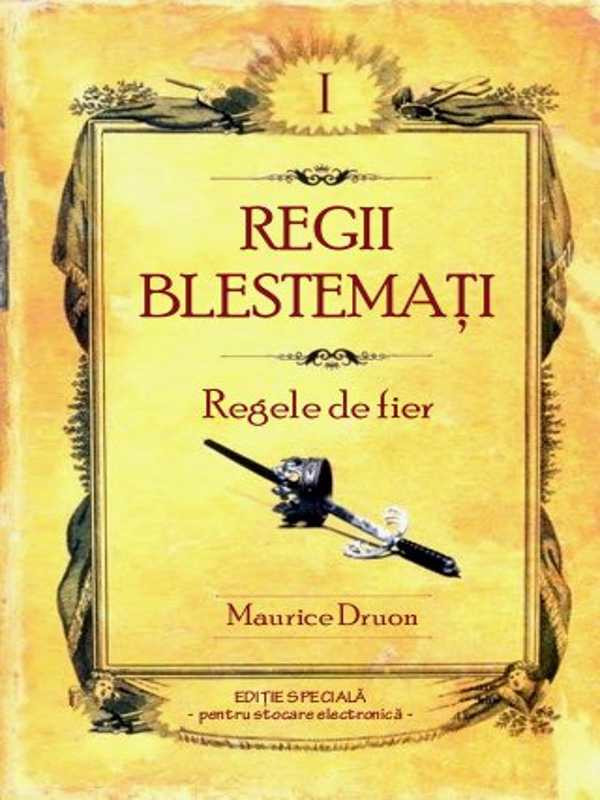 I
REGII
BLESTEMAȚI
Regele de fier
Maurice Druon
EDIȚIE SPECIALĂ
- pentru stocare electronică -